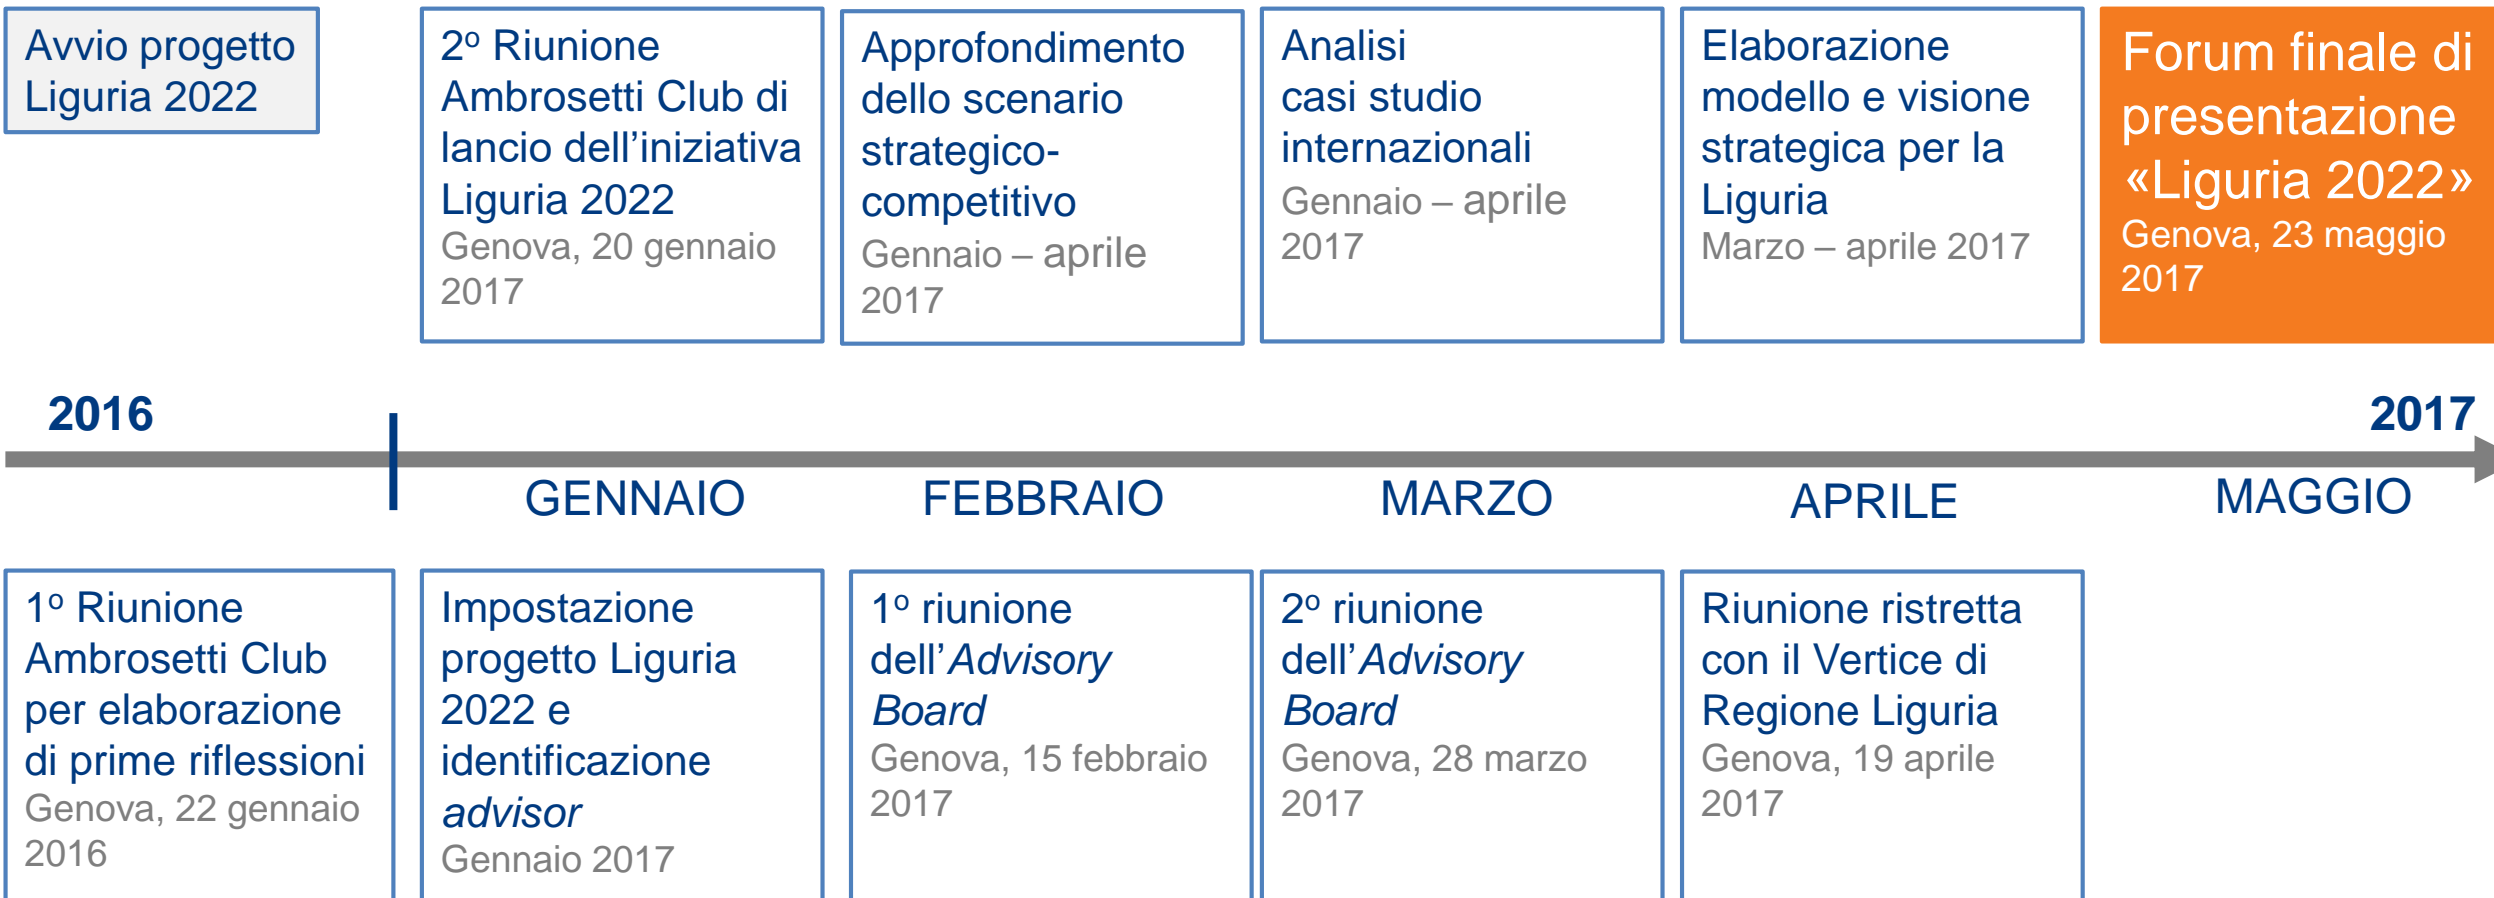 Avvio progetto
Liguria 2022
2º Riunione
Ambrosetti Club di
lancio dell’iniziativa
Liguria 2022
Genova, 20 gennaio
2017
Approfondimento
dello scenario
strategico-
competitivo
Gennaio – aprile
2017
Analisi
casi studio
internazionali
Gennaio – aprile
2017
Elaborazione
modello e visione
strategica per la
Liguria
Marzo – aprile 2017
Forum finale di
presentazione
«Liguria 2022»
Genova, 23 maggio
2017
2016
2017
GENNAIO
FEBBRAIO
MARZO
APRILE
MAGGIO
1º Riunione
Ambrosetti Club
per elaborazione
di prime riflessioni
Genova, 22 gennaio
2016
Impostazione
progetto Liguria
2022 e
identificazione
advisor
Gennaio 2017
1º riunione
dell’Advisory
Board
Genova, 15 febbraio
2017
2º riunione
dell’Advisory
Board
Genova, 28 marzo
2017
Riunione ristretta
con il Vertice di
Regione Liguria
Genova, 19 aprile
2017